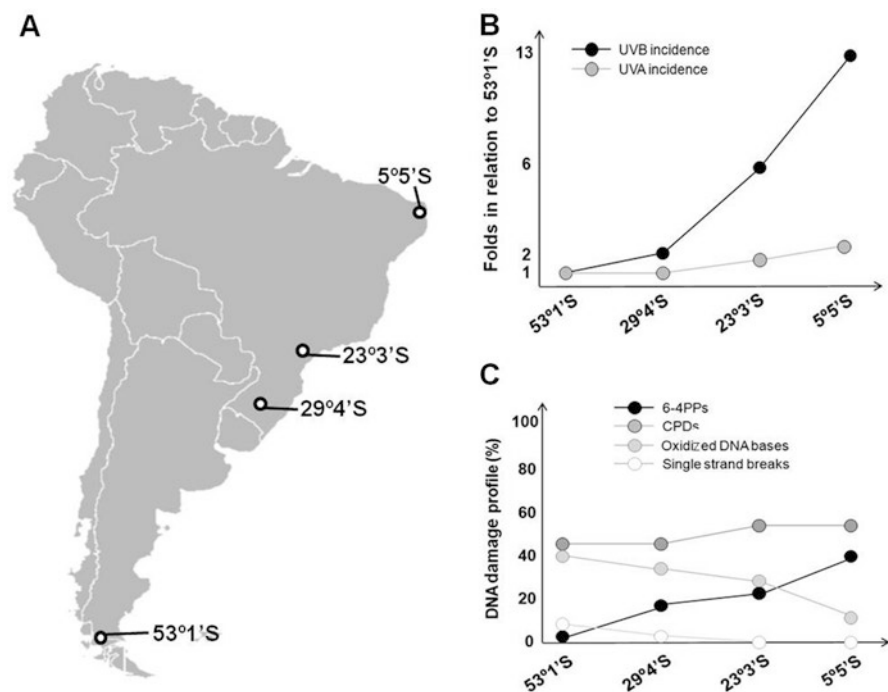 A
5º5'S
23º3'S
29º4'S
53º1'S
B
Folds in relation to 53º1'S
13
6
2
1
UVB incidence
UVA incidence
53º1'S
29º4'S
23º3'S
5º5'S
C
DNA damage profile (%)
100
80
60
40
20
0
6-4PPs
CPDs
Oxidized DNA bases
Single strand breaks
53º1'S
29º4'S
23º3'S
5º5'S